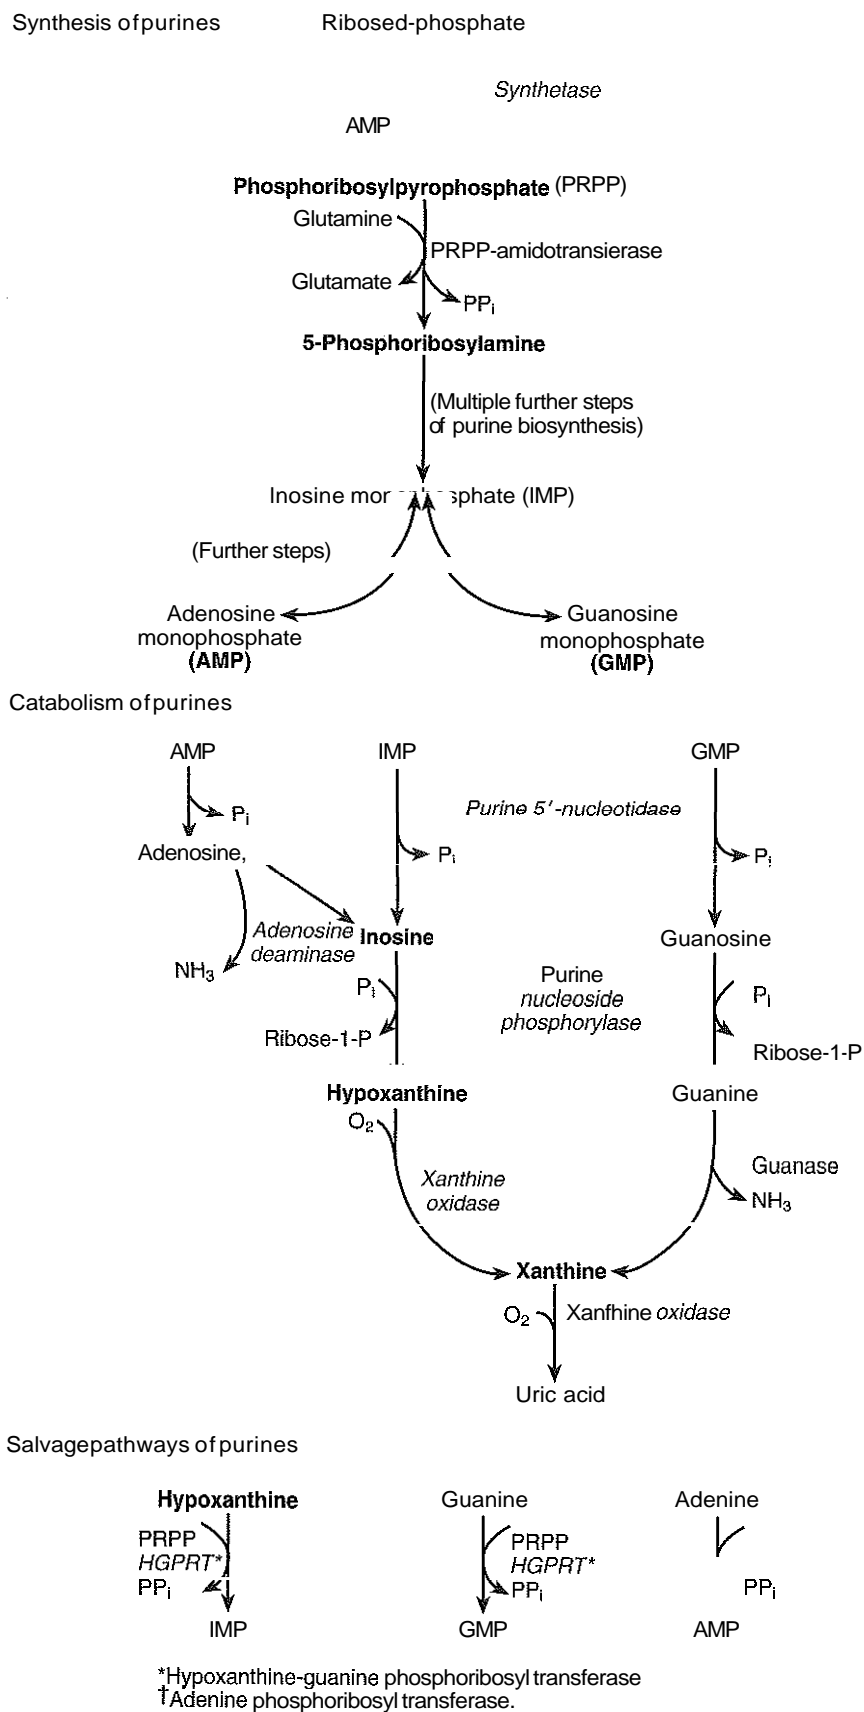 Synthesis of purines
Ribosed-phosphate
Synthetase
AMP
Phosphoribosylpyrophosphate (PRPP)
Glutamine
PRPP-amidotransierase
Glutamate
PPi
5-Phosphoribosylamine
(Multiple further steps
of purine biosynthesis)
Inosine mor sphate (IMP)
(Further steps)
Adenosine
monophosphate
(AMP)
Guanosine
monophosphate
(GMP)
Catabolism of purines
AMP
IMP
GMP
Purine 5'-nucleotidase
Pi
Pi
Pi
Adenosine,
Adenosine
deaminase
Inosine
Guanosine
NH3
Pi
Purine
nucleoside
phosphorylase
Pi
Ribose-1-P
Ribose-1-P
Hypoxanthine
Guanine
O2
Xanthine
oxidase
Guanase
NH3
Xanthine
O2
Xanfhine oxidase
Uric acid
Salvagepathways of purines
Hypoxanthine
Guanine
Adenine
PRPP
HGPRT*
PPi
PRPP
HGPRT*
PPi
PPi
IMP
GMP
AMP
*Hypoxanthine-guanine phosphoribosyl transferase
†Adenine phosphoribosyl transferase.